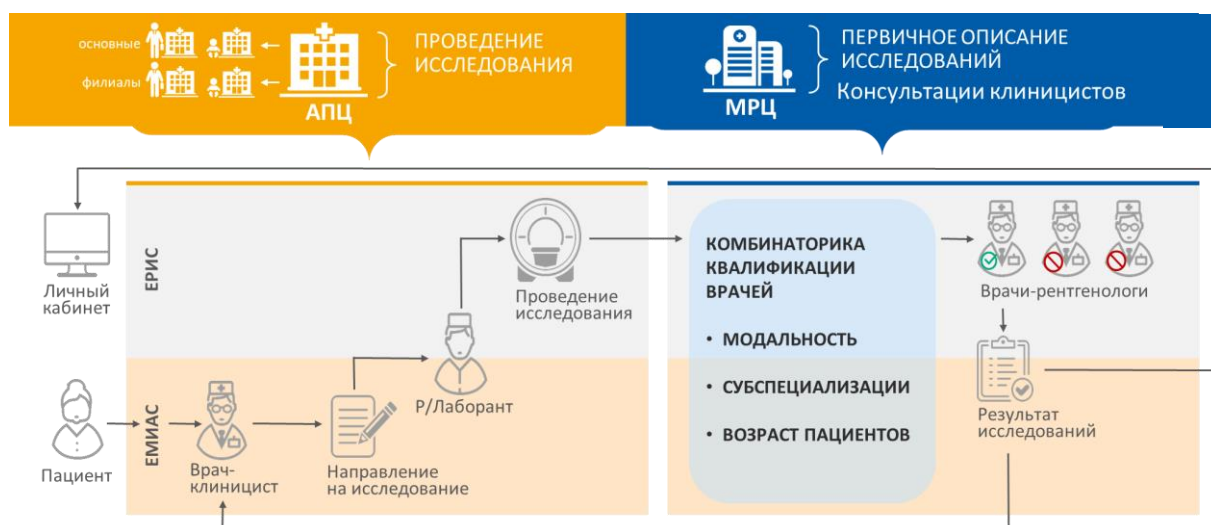 основные
филиалы
АПЦ
ПРОВЕДЕНИЕ
ИССЛЕДОВАНИЯ
МРЦ
ПЕРВИЧНОЕ ОПИСАНИЕ
ИССЛЕДОВАНИЙ
Консультации клиницистов
Личный
кабинет
ЕРИС
Проведение
исследования
КОМБИНАТОРИКА
КВАЛИФИКАЦИИ
ВРАЧЕЙ
• МОДАЛЬНОСТЬ
• СУБСПЕЦИАЛИЗАЦИИ
• ВОЗРАСТ ПАЦИЕНТОВ
Врачи-рентгенологи
Результат
исследований
Пациент
ЕМИАС
Врач-
клиницист
Направление
на исследование
Р/Лаборант